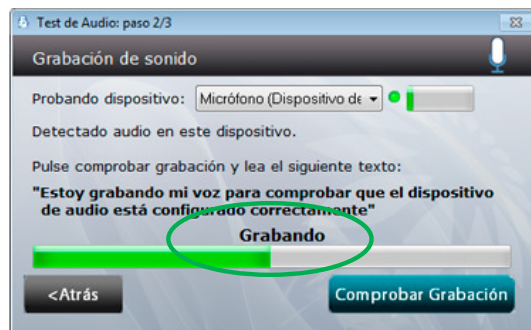 Test de Audio: paso 2/3
Grabación de sonido
Probando dispositivo: Micrófono (Dispositivo de
Detectado audio en este dispositivo.
Pulse comprobar grabación y lea el siguiente texto:
"Estoy grabando mi voz para comprobar que el dispositivo
de audio está configurado correctamente"
Grabando
<Atrás Comprobar Grabación